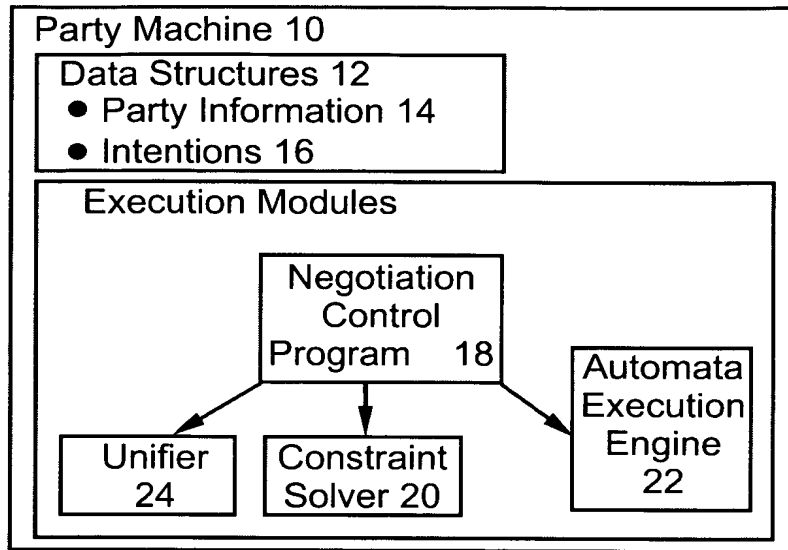 Party Machine 10
Data Structures 12
● Party Information 14
● Intentions 16
Execution Modules
Negotiation
Control
Program 18
Automata
Execution
Engine
22
Unifier
24
Constraint
Solver 20